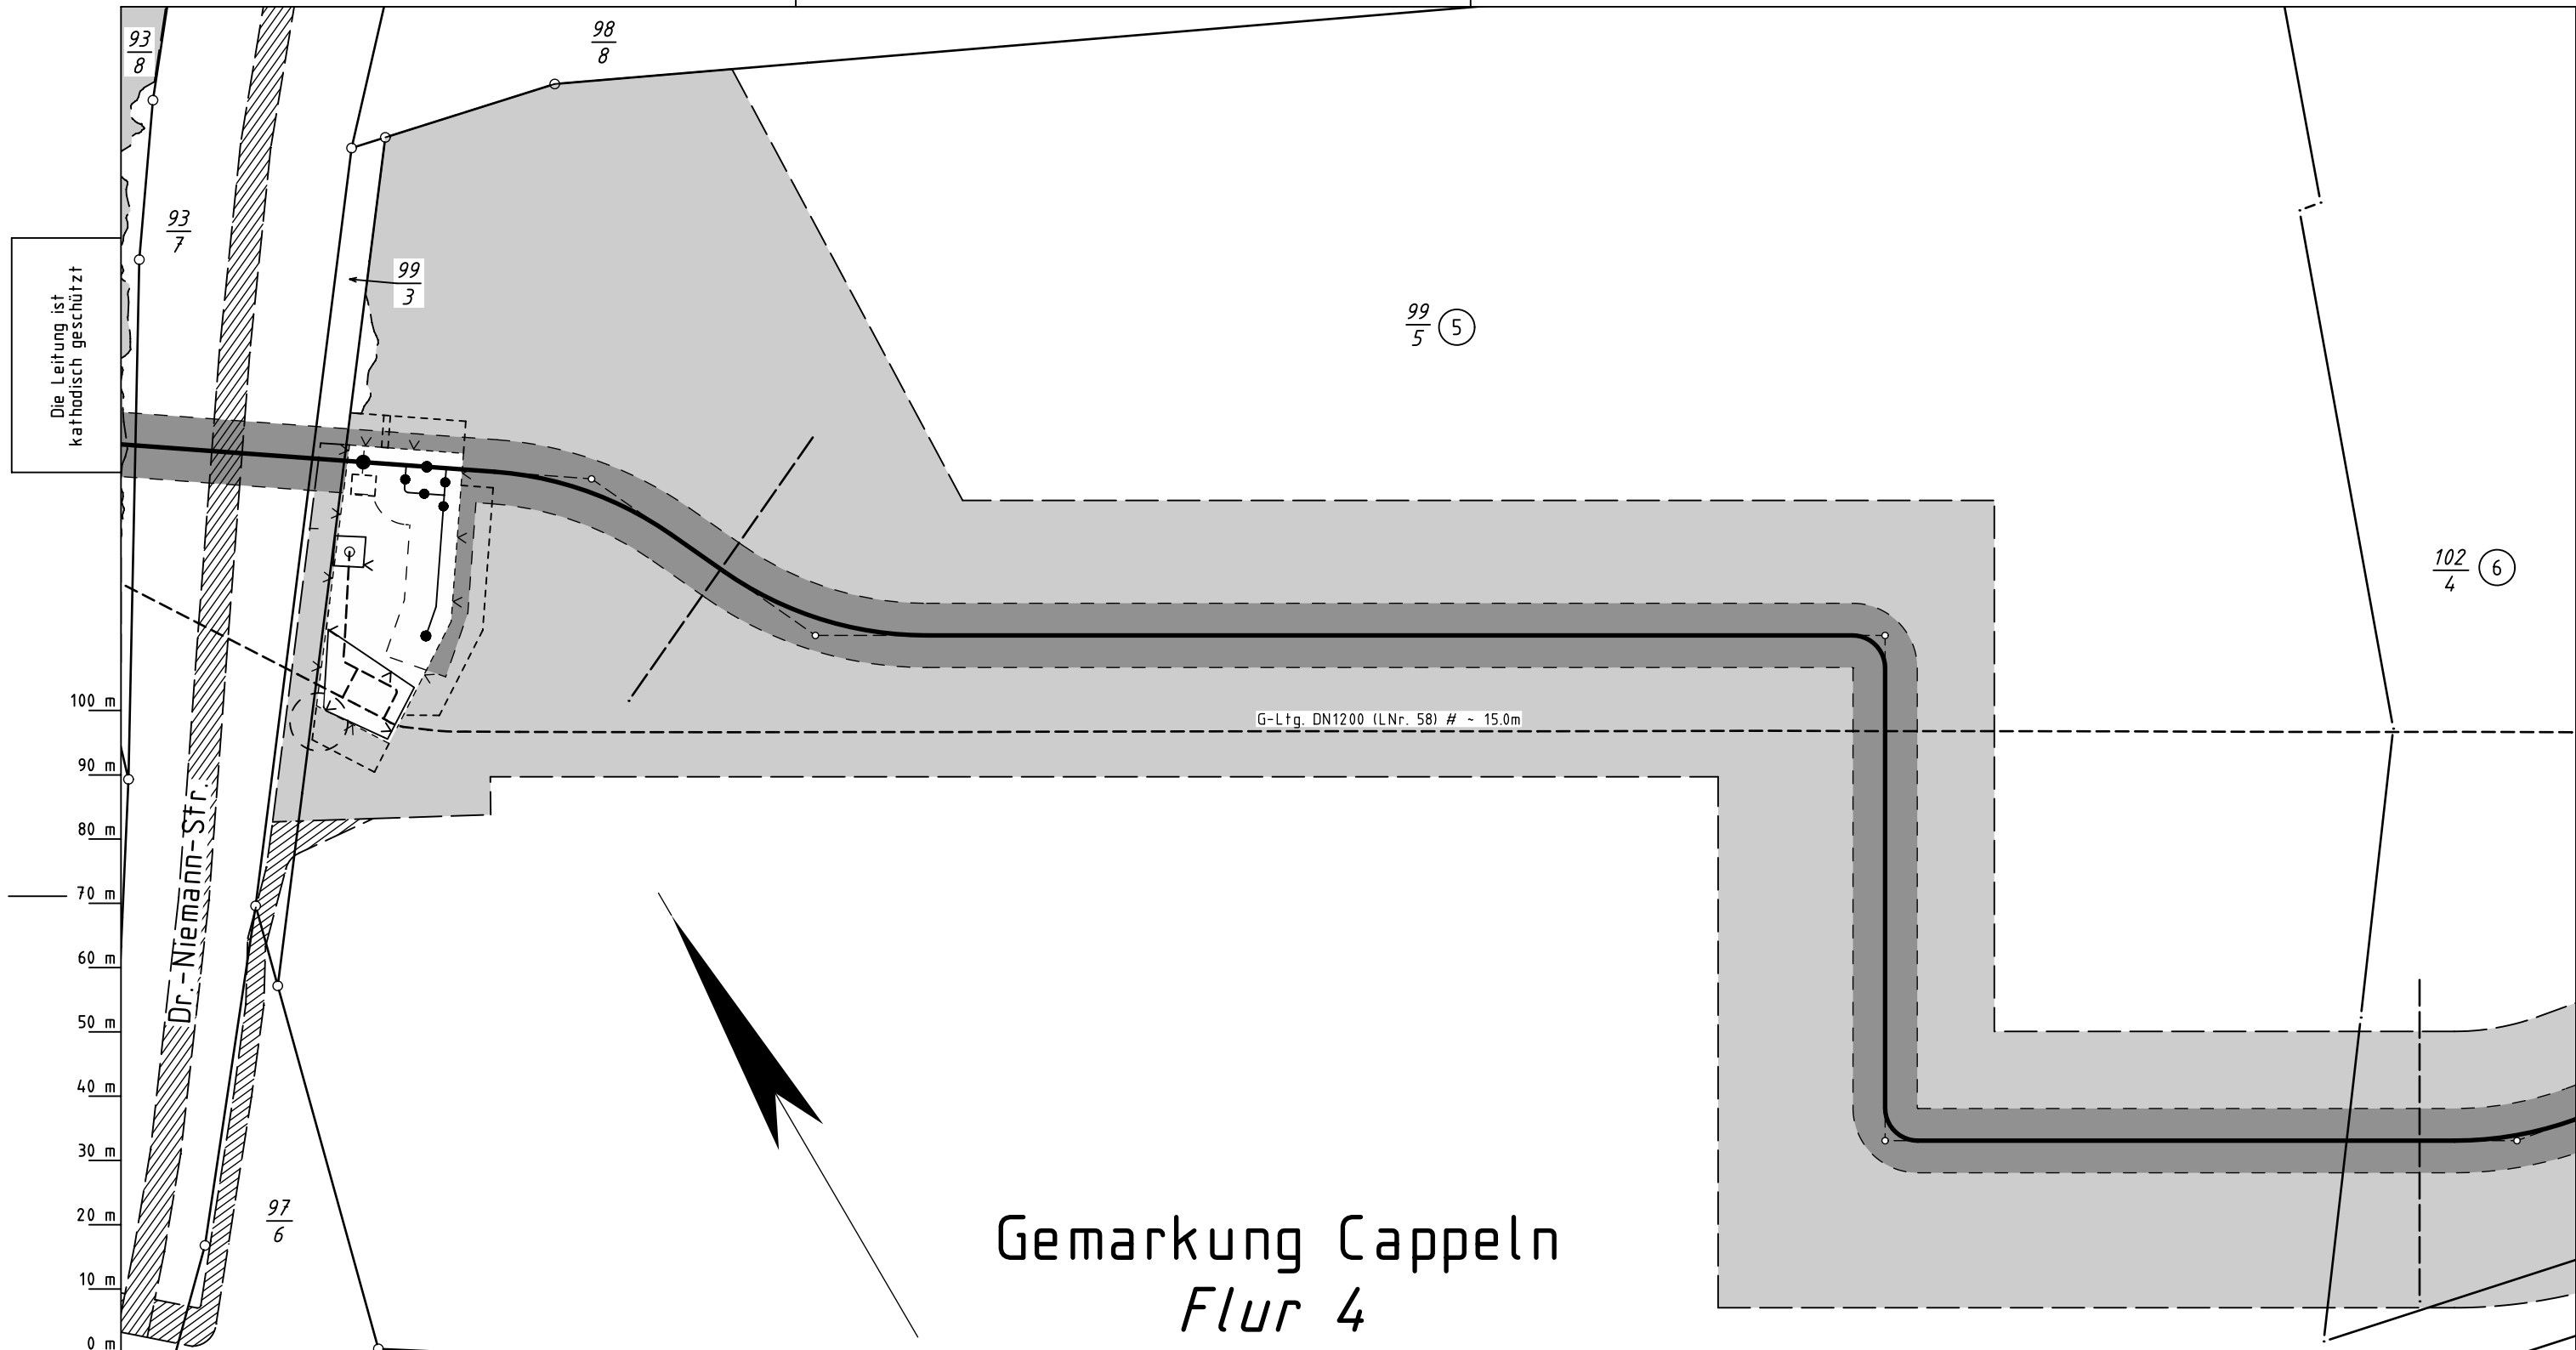 93
8
98
8
93
7
99
3
Die Leitung ist
kathodisch geschützt
99
5
5
102
4
6
G-Ltg. DN1200 (LNr. 58) # ~ 15.0m
100 m
90 m
80 m
70 m
60 m
50 m
40 m
30 m
20 m
10 m
0 m
Dr.-Niemann-Str.
97
6
Gemarkung Cappeln
Flur 4